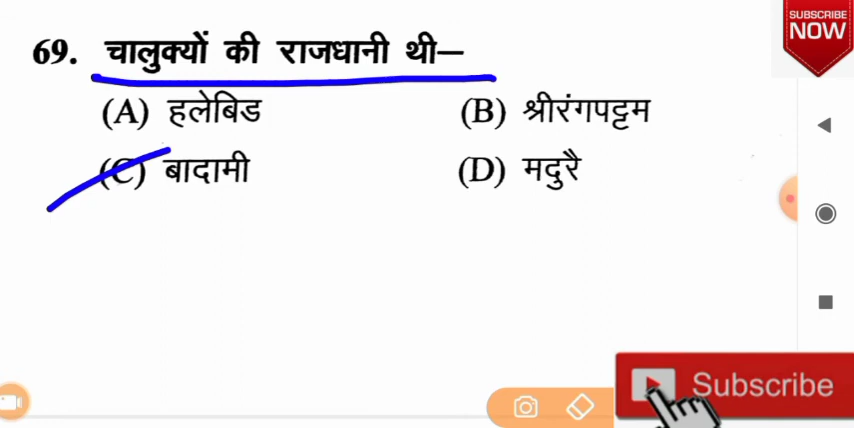 SUBSCRIBE
NOW
69. चालुक्यों की राजधानी थी—
(A) हलेबिड (B) श्रीरंगपट्टम
(C) बादामी (D) मदुरै
Subscribe